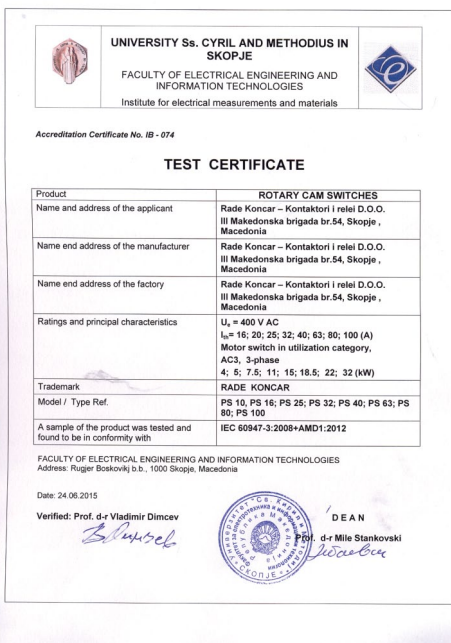 UNIVERSITY Ss. CYRIL AND METHODIUS IN
SKOPJE
FACULTY OF ELECTRICAL ENGINEERING AND
INFORMATION TECHNOLOGIES
Institute for electrical measurements and materials
Accreditation Certificate No. IB - 074
TEST CERTIFICATE
Product
ROTARY CAM SWITCHES
Name and address of the applicant
Rade Koncar – Kontaktori i relei D.O.O.
III Makedonska brigada br.54, Skopje ,
Macedonia
Name end address of the manufacturer
Rade Koncar – Kontaktori i relei D.O.O.
III Makedonska brigada br.54, Skopje ,
Macedonia
Name end address of the factory
Rade Koncar – Kontaktori i relei D.O.O.
III Makedonska brigada br.54, Skopje ,
Macedonia
Ratings and principal characteristics
Ue = 400 V AC
Ith= 16; 20; 25; 32; 40; 63; 80; 100 (A)
Motor switch in utilization category,
AC3, 3-phase
4; 5; 7.5; 11; 15; 18.5; 22; 32 (kW)
Trademark
RADE KONCAR
Model / Type Ref.
PS 10, PS 16; PS 25; PS 32; PS 40; PS 63; PS
80; PS 100
A sample of the product was tested and
found to be in conformity with
IEC 60947-3:2008+AMD1:2012
FACULTY OF ELECTRICAL ENGINEERING AND INFORMATION TECHNOLOGIES
Address: Rugjer Boskovikj b.b., 1000 Skopje, Macedonia
Date: 24.06.2015
Verified: Prof. d-r Vladimir Dimcev
DEAN
Prof. d-r Mile Stankovski
СКОПЈЕ